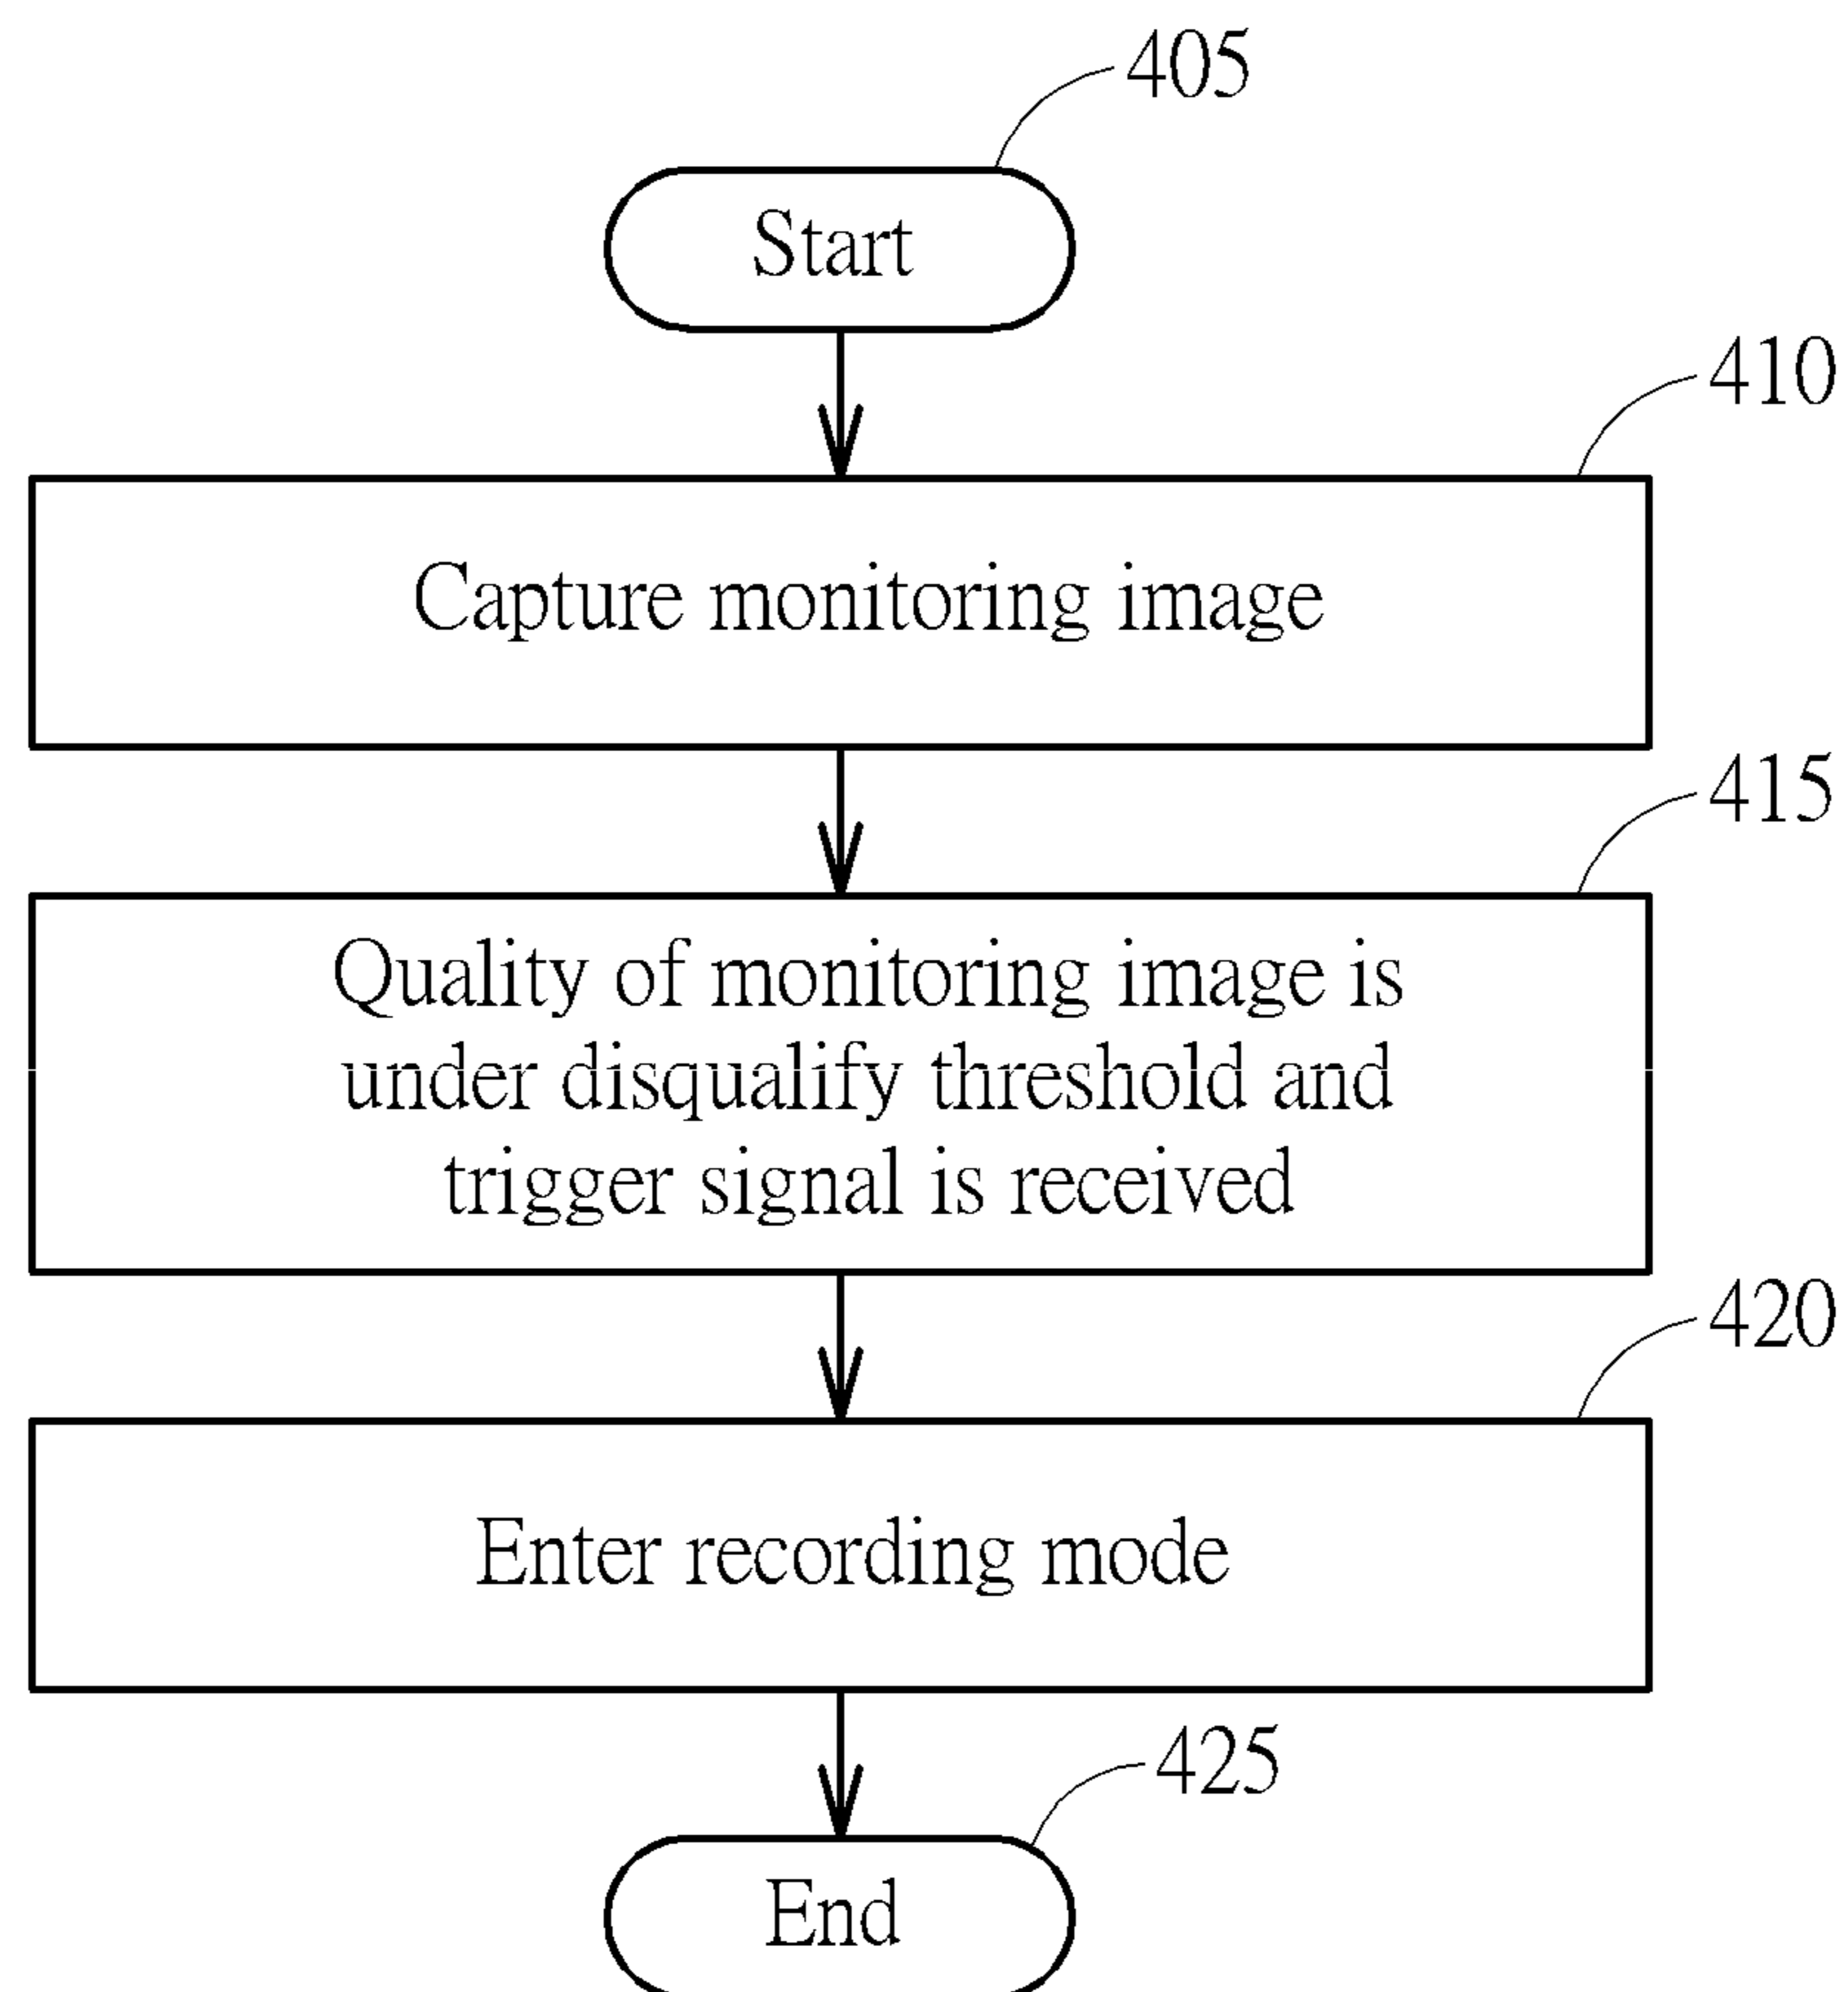 405
Start
410
Capture monitoring image
415
Quality of monitoring image is
under disqualify threshold and
trigger signal is received
420
Enter recording mode
425
End